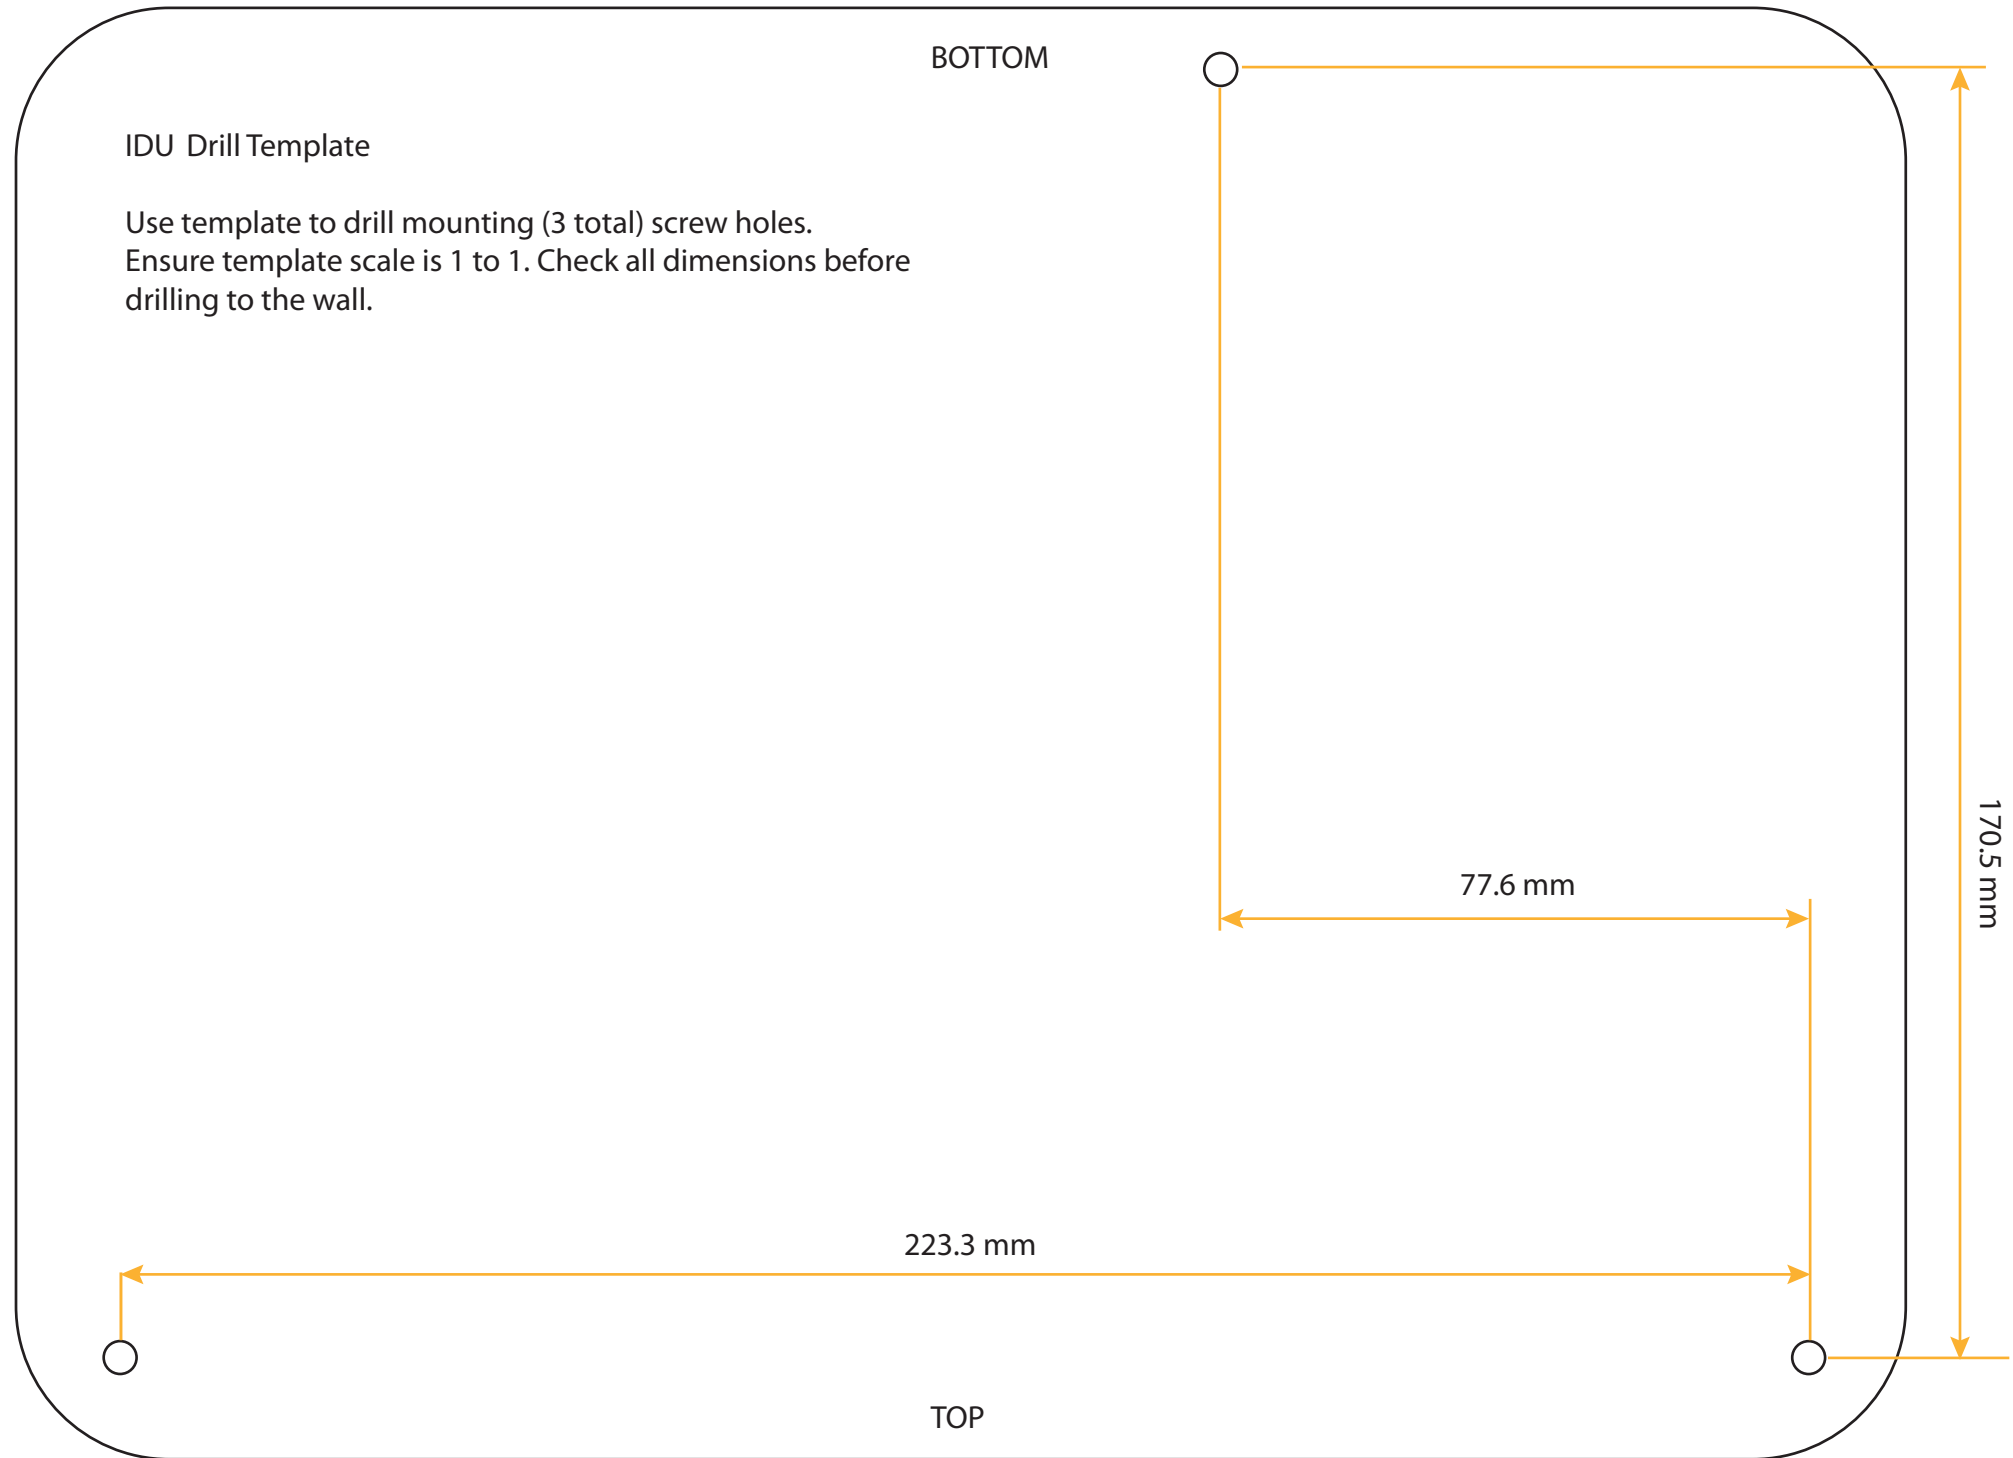 BOTTOM
IDU Drill Template
Use template to drill mounting (3 total) screw holes.
Ensure template scale is 1 to 1. Check all dimensions before
drilling to the wall.
170.5 mm
77.6 mm
223.3 mm
TOP